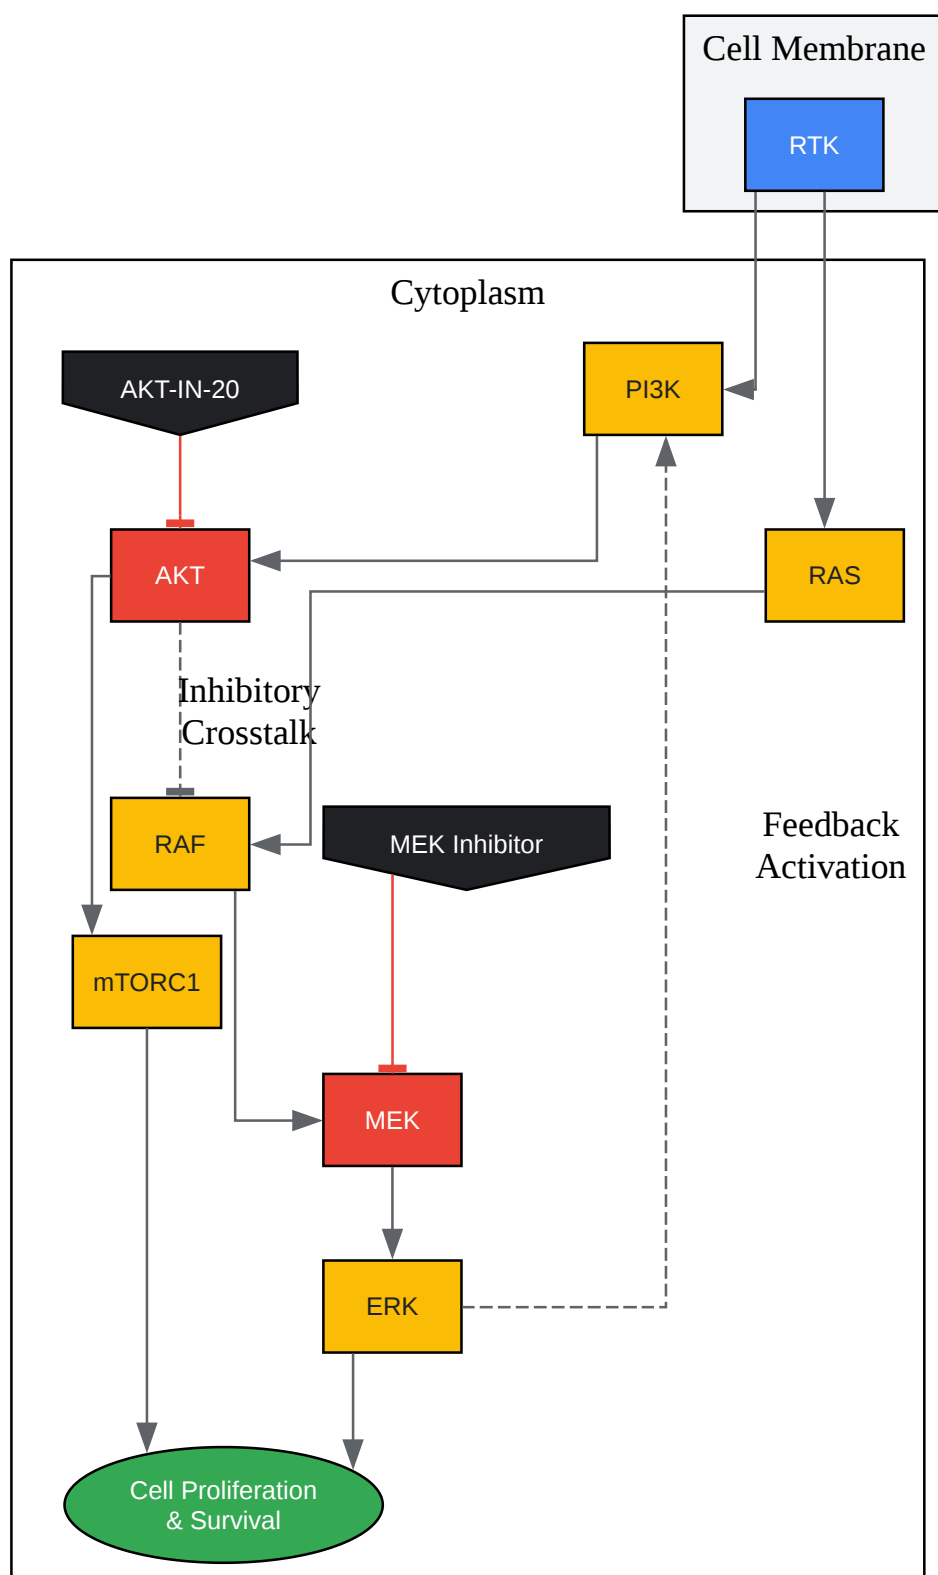 Cell Membrane
RTK
Cytoplasm
AKT-IN-20
PI3K
AKT
RAS
Inhibitory
Crosstalk
RAF
MEK Inhibitor
Feedback
Activation
mTORC1
MEK
ERK
Cell Proliferation
& Survival